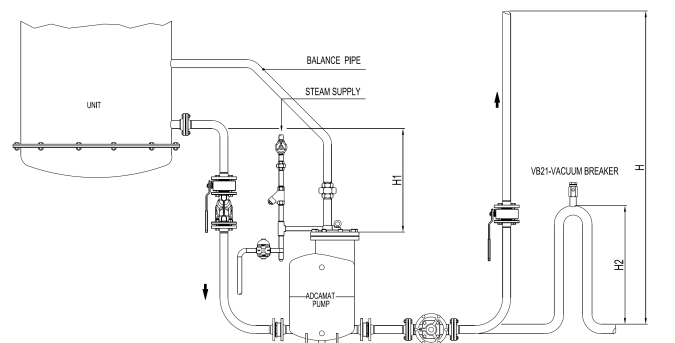 BALANCE PIPE
UNIT
STEAM SUPPLY
H1
VB21-VACUUM BREAKER
H
H2
ADCAMAT
PUMP